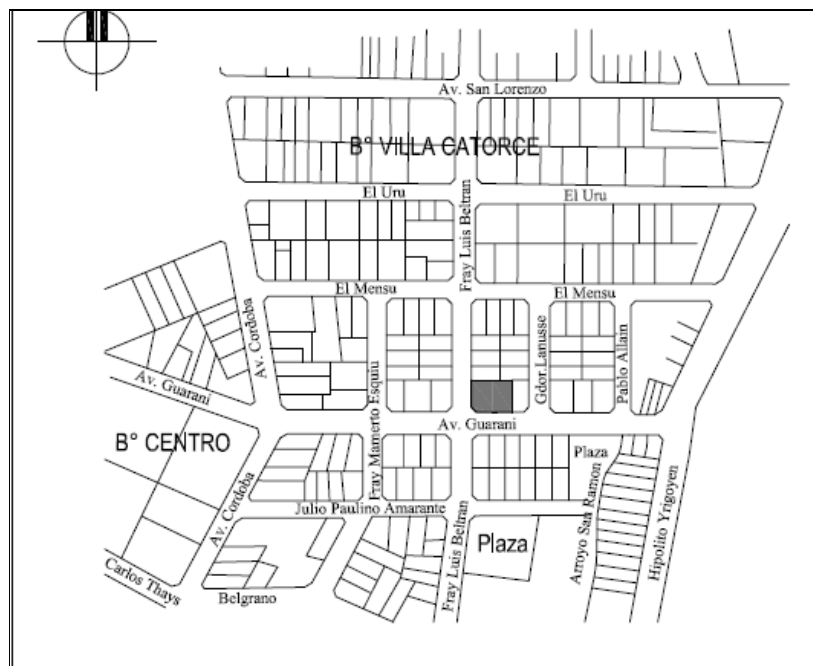 Av. San Lorenzo
B° VILLA CATORCE
El Uru
El Uru
Fray Luis Beltran
El Mensu
El Mensu
Av. Cordoba
Av. Guarani
Fray Mamerto Esquiu
Gdor. Lanusse
Pablo Allain
Av. Guarani
B° CENTRO
Plaza
Av. Cordoba
Julio Paulino Amarante
Plaza
Fray Luis Beltran
Arroyo San Ramon
Hipolito Yrigoyen
Carlos Thays
Belgrano